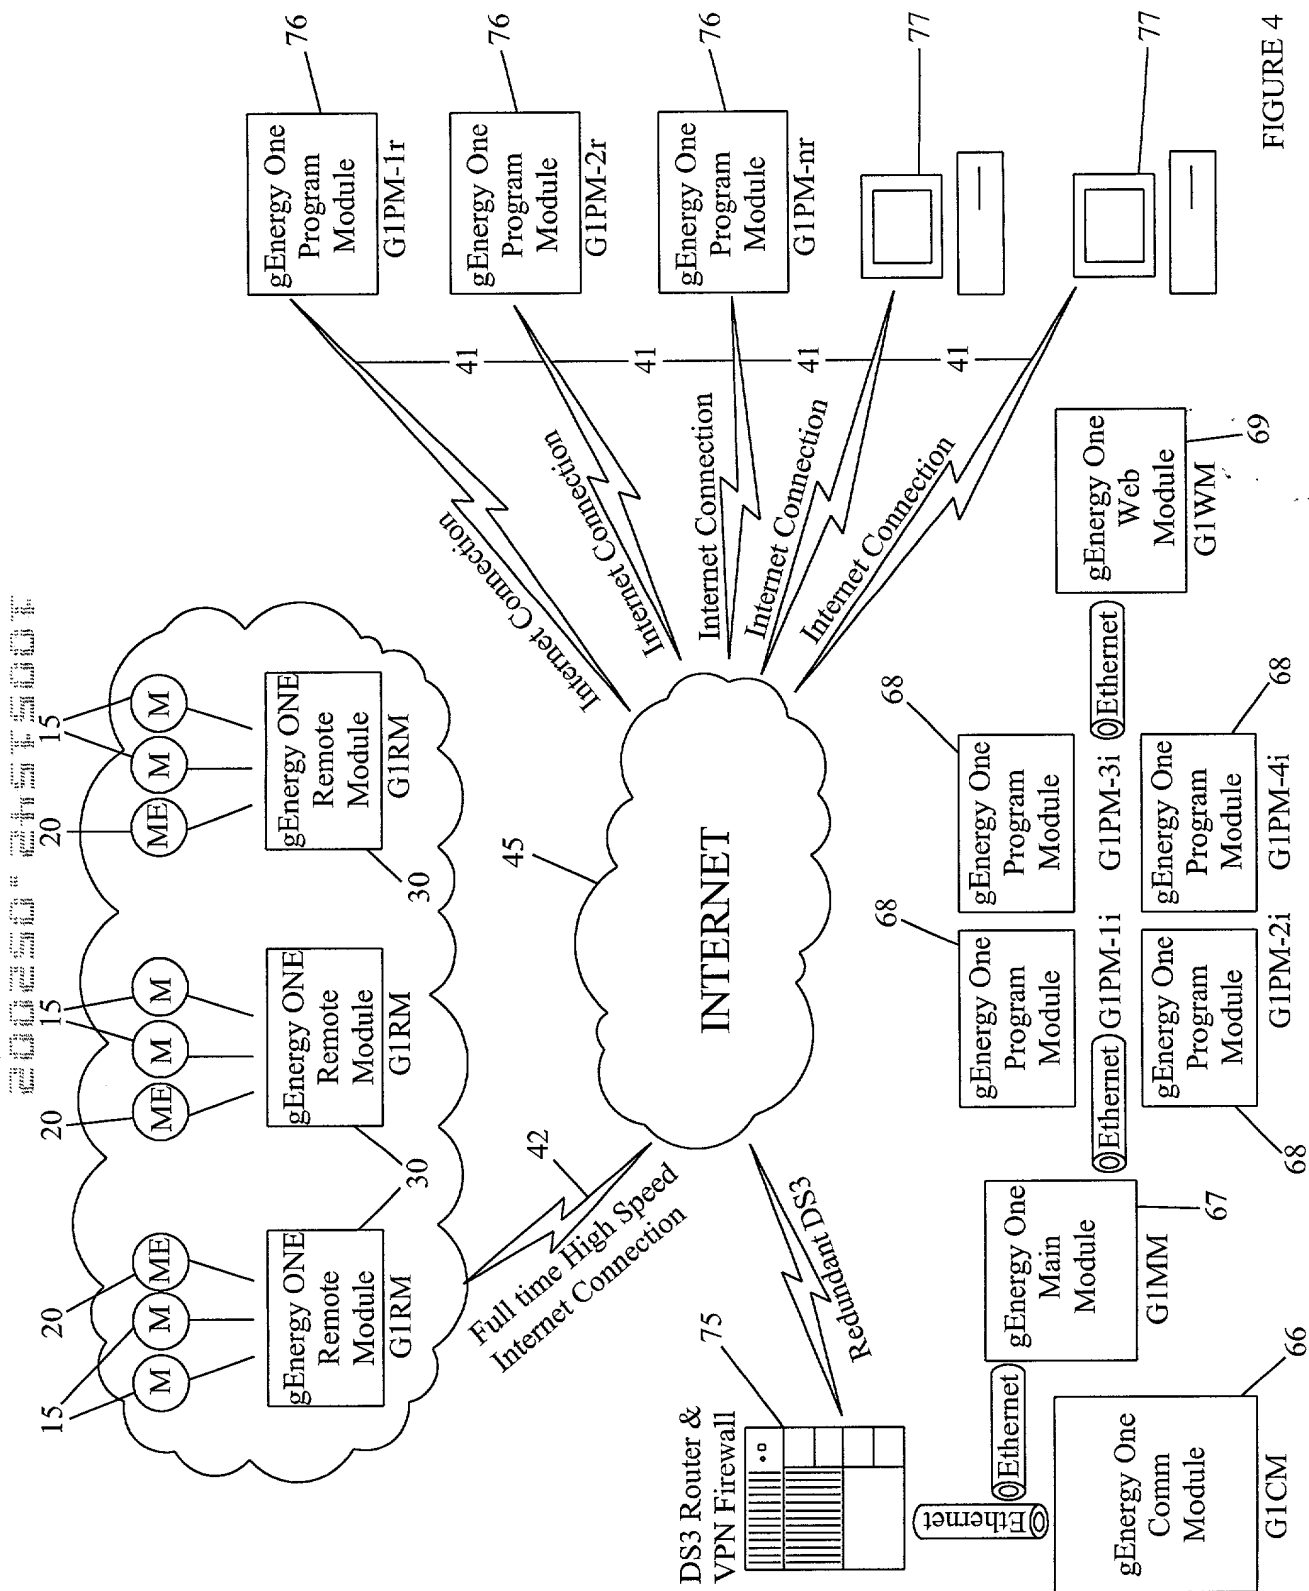 15
20
20
15
20
15
M
M
ME
ME
M
M
ME
M
M
gEnergy ONE
Remote
Module
G1RM
30
gEnergy ONE
Remote
Module
G1RM
gEnergy ONE
Remote
Module
G1RM
30
Full time High Speed
Internet Connection
42
45
INTERNET
Internet Connection
Internet Connection
Internet Connection
Internet Connection
Internet Connection
41
41
41
41
gEnergy One
Program
Module
G1PM-1r
76
gEnergy One
Program
Module
G1PM-2r
76
gEnergy One
Program
Module
G1PM-nr
76
77
77
DS3 Router &
VPN Firewall
75
Redundant DS3
Ethernet
gEnergy One
Comm
Module
G1CM
66
Ethernet
gEnergy One
Main
Module
G1MM
67
Ethernet
gEnergy One
Program
Module
G1PM-1i
68
gEnergy One
Program
Module
G1PM-3i
68
gEnergy One
Program
Module
G1PM-2i
68
gEnergy One
Program
Module
G1PM-4i
68
Ethernet
gEnergy One
Web
Module
G1WM
69
FIGURE 4